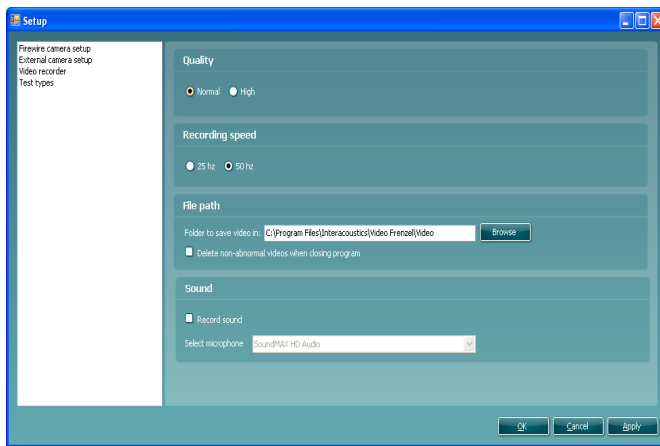 Setup
Firewire camera setup
External camera setup
Video recorder
Test types
Quality
Normal High
Recording speed
25 hz 50 hz
File path
Folder to save video in: C:\Program Files\Interacoustics\Video Frenzel\Video Browse
Delete non-abnormal videos when closing program
Sound
Record sound
Select microphone SoundMAX HD Audio
OK Cancel Apply